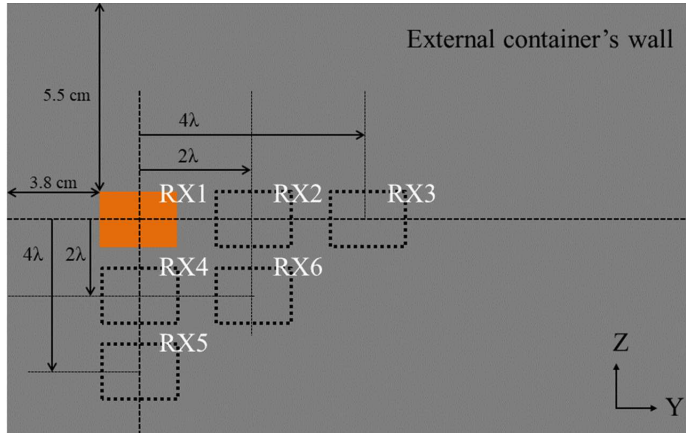 External container's wall
5.5 cm
4λ
2λ
3.8 cm
RX1
RX2
RX3
4λ
2λ
RX4
RX6
RX5
Z
Y